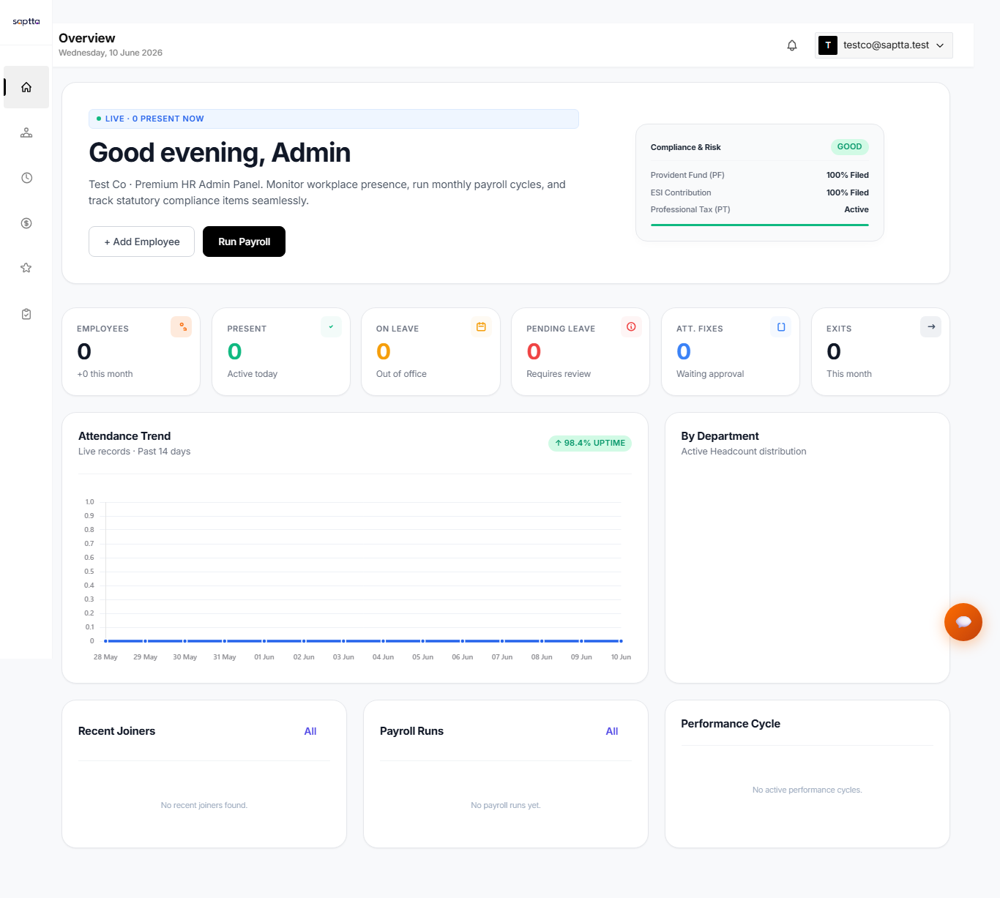 saptta
Overview
Wednesday, 10 June 2026
T
testco@saptta.test
LIVE · 0 PRESENT NOW
Good evening, Admin
Test Co · Premium HR Admin Panel. Monitor workplace presence, run monthly payroll cycles, and
track statutory compliance items seamlessly.
+ Add Employee
Run Payroll
Compliance & Risk
GOOD
Provident Fund (PF)
100% Filed
ESI Contribution
100% Filed
Professional Tax (PT)
Active
EMPLOYEES
0
+0 this month
PRESENT
0
Active today
ON LEAVE
0
Out of office
PENDING LEAVE
0
Requires review
ATT. FIXES
0
Waiting approval
EXITS
0
This month
Attendance Trend
Live records · Past 14 days
↑ 98.4% UPTIME
1.0
0.9
0.8
0.7
0.6
0.5
0.4
0.3
0.2
0.1
0
28 May
29 May
30 May
31 May
01 Jun
02 Jun
03 Jun
04 Jun
05 Jun
06 Jun
07 Jun
08 Jun
09 Jun
10 Jun
By Department
Active Headcount distribution
Recent Joiners
All
No recent joiners found.
Payroll Runs
All
No payroll runs yet.
Performance Cycle
No active performance cycles.